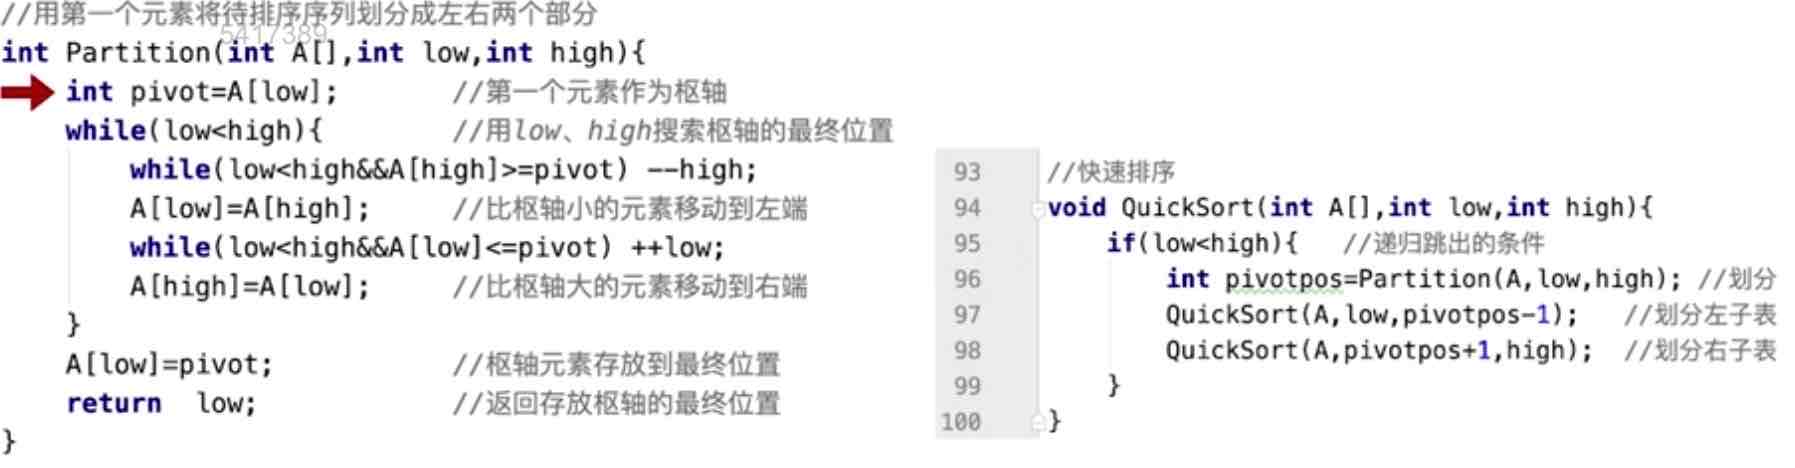 //用第一个元素将待排序序列划分成左右两个部分
5417389
int Partition(int A[],int low,int high){
int pivot=A[low]; //第一个元素作为枢轴
while(low<high){ //用low、high搜索枢轴的最终位置
while(low<high&&A[high]>=pivot) --high;
A[low]=A[high]; //比枢轴小的元素移动到左端
while(low<high&&A[low]<=pivot) ++low;
A[high]=A[low]; //比枢轴大的元素移动到右端
}
A[low]=pivot; //枢轴元素存放到最终位置
return low; //返回存放枢轴的最终位置
}
93 //快速排序
94 void QuickSort(int A[],int low,int high){
95 if(low<high){ //递归跳出的条件
96 int pivotpos=Partition(A,low,high); //划分
97 QuickSort(A,low,pivotpos-1); //划分左子表
98 QuickSort(A,pivotpos+1,high); //划分右子表
99 }
100 }